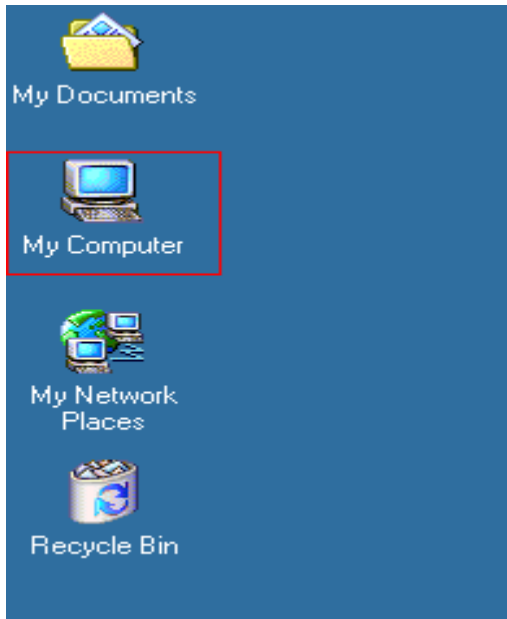 My Documents
My Computer
My Network
Places
Recycle Bin